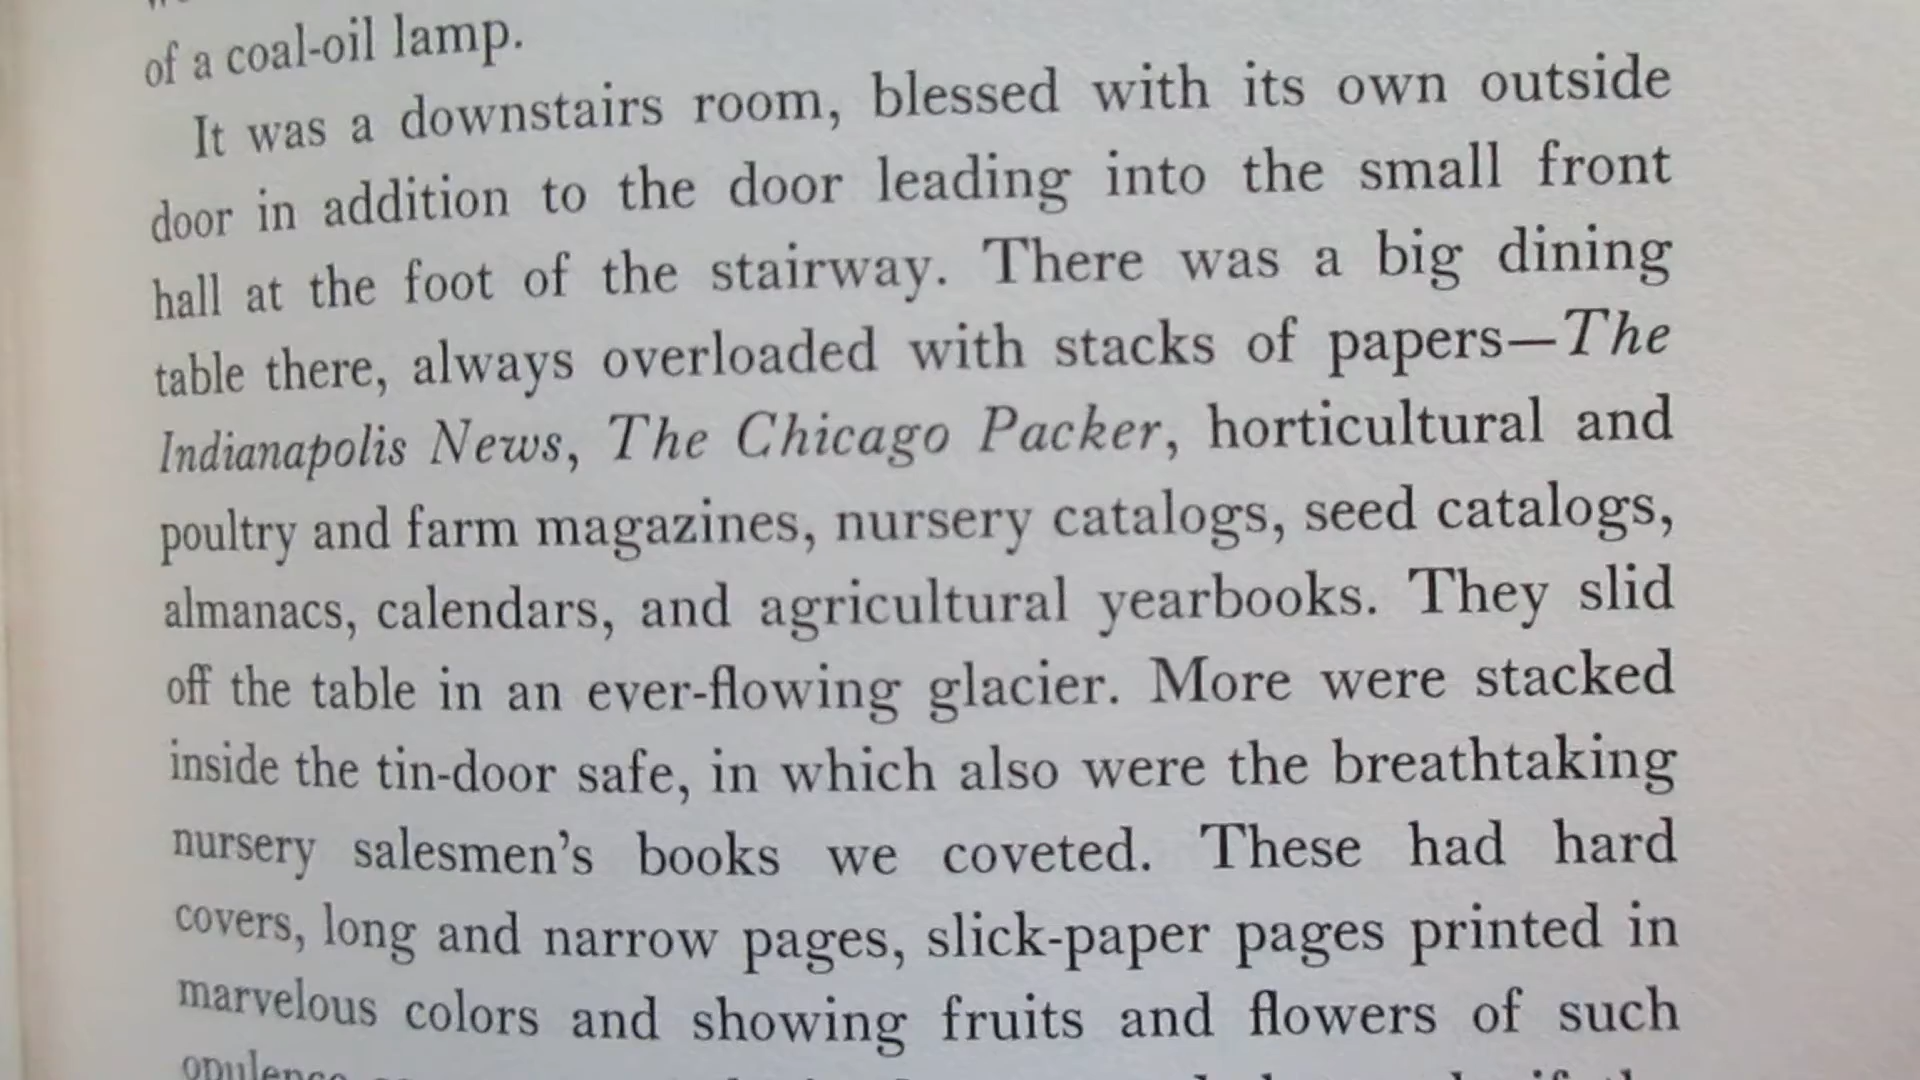 of a coal-oil lamp.
It was a downstairs room, blessed with its own outside
door in addition to the door leading into the small front
hall at the foot of the stairway. There was a big dining
table there, always overloaded with stacks of papers—The
Indianapolis News, The Chicago Packer, horticultural and
poultry and farm magazines, nursery catalogs, seed catalogs,
almanacs, calendars, and agricultural yearbooks. They slid
off the table in an ever-flowing glacier. More were stacked
inside the tin-door safe, in which also were the breathtaking
nursery salesmen's books we coveted. These had hard
covers, long and narrow pages, slick-paper pages printed in
marvelous colors and showing fruits and flowers of such
opulence